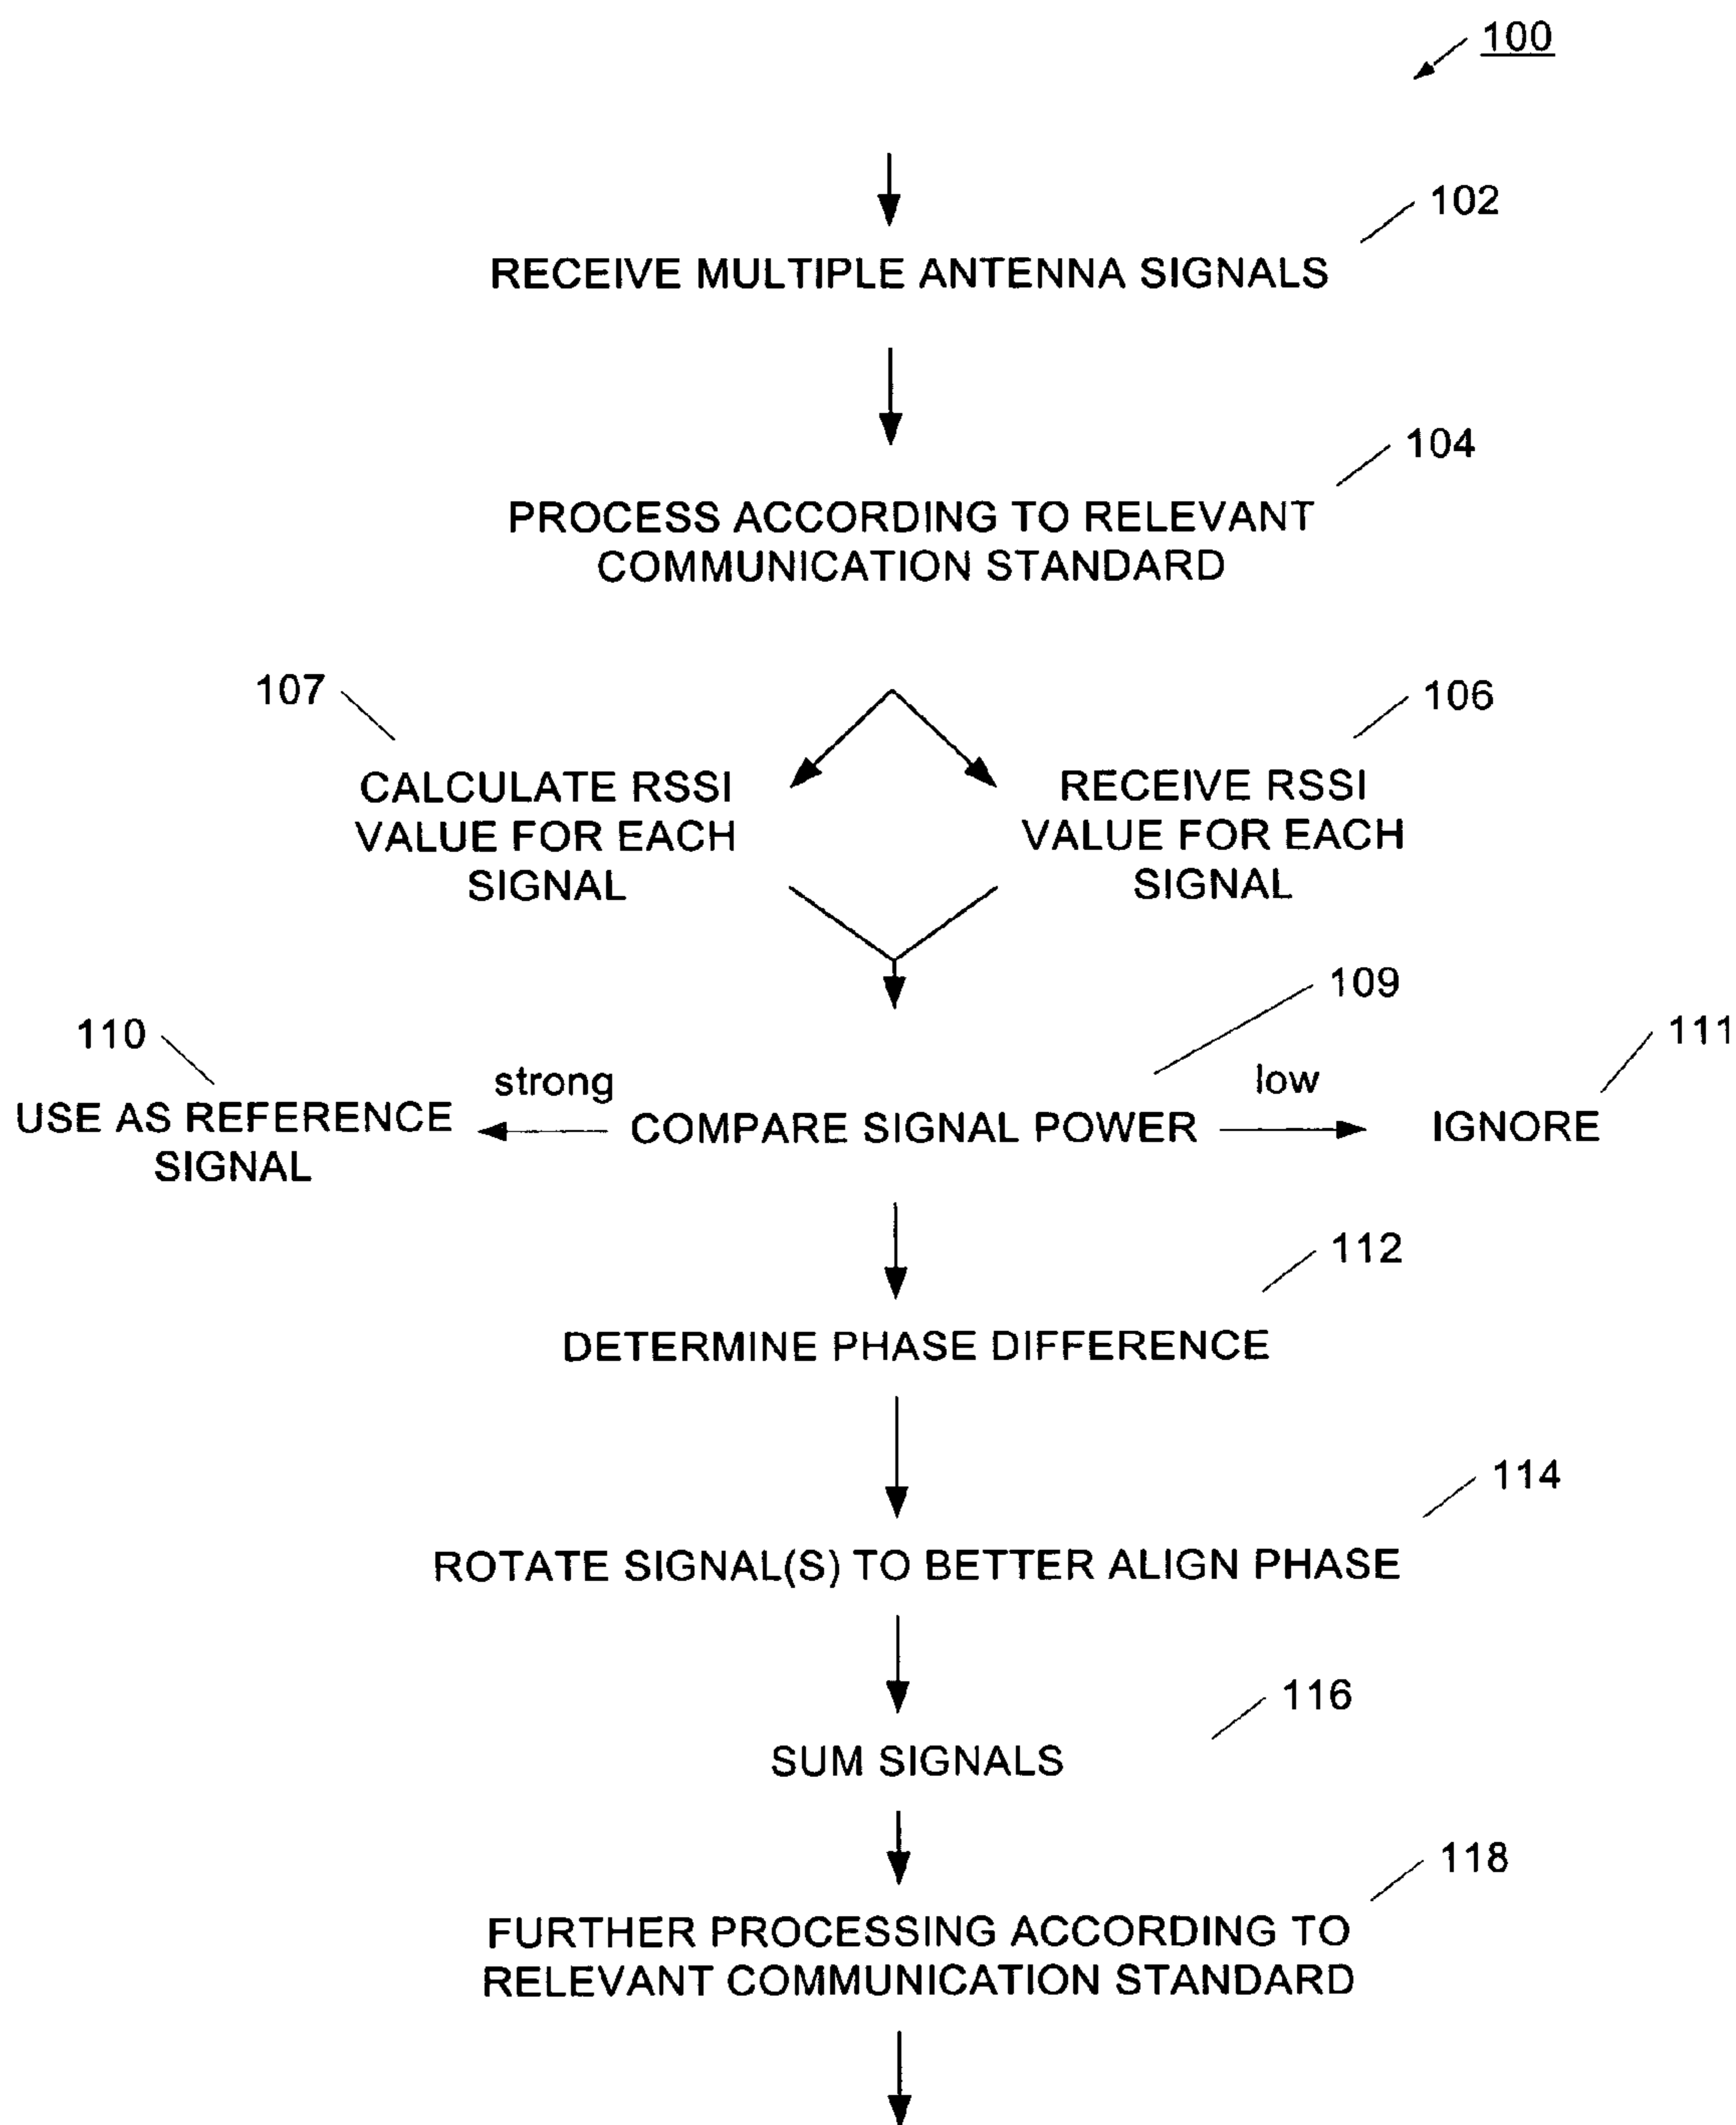 100
102
RECEIVE MULTIPLE ANTENNA SIGNALS
104
PROCESS ACCORDING TO RELEVANT
COMMUNICATION STANDARD
107
106
CALCULATE RSSI
VALUE FOR EACH
SIGNAL
RECEIVE RSSI
VALUE FOR EACH
SIGNAL
109
110
111
strong
low
USE AS REFERENCE
SIGNAL
COMPARE SIGNAL POWER
IGNORE
112
DETERMINE PHASE DIFFERENCE
114
ROTATE SIGNAL(S) TO BETTER ALIGN PHASE
116
SUM SIGNALS
118
FURTHER PROCESSING ACCORDING TO
RELEVANT COMMUNICATION STANDARD